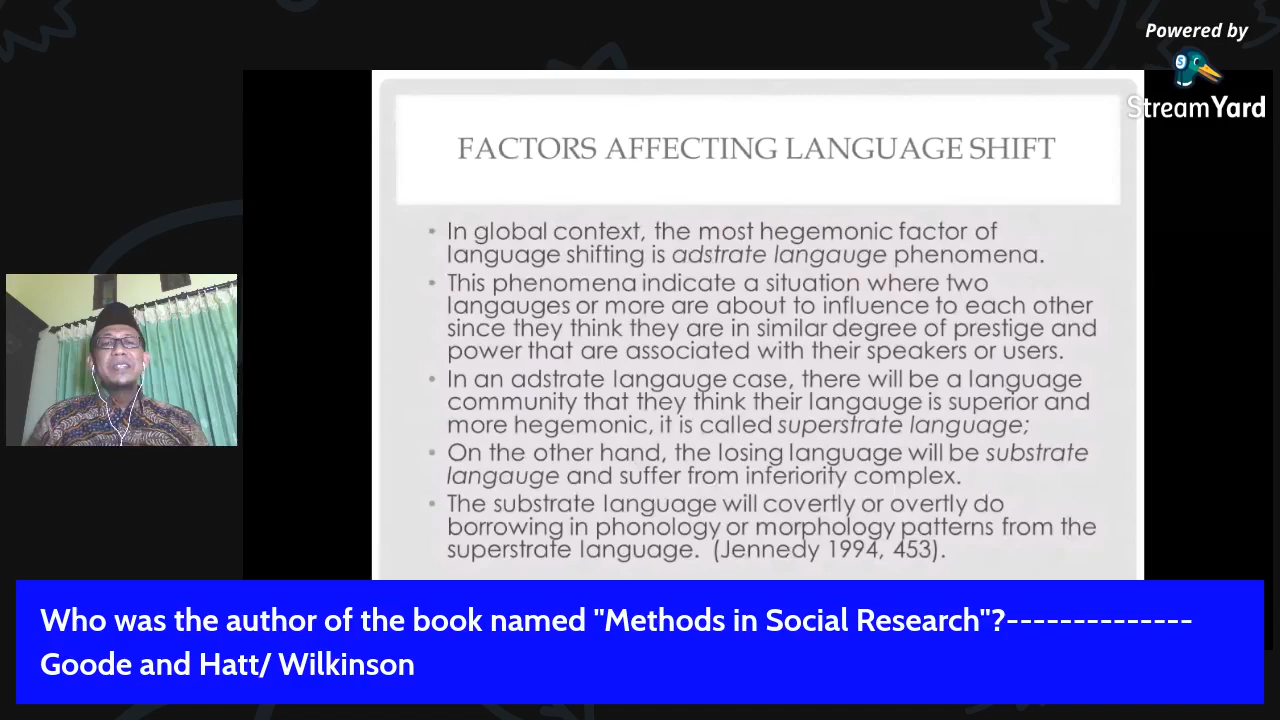 Powered by
StreamYard
FACTORS AFFECTING LANGUAGE SHIFT
• In global context, the most hegemonic factor of
language shifting is adstrate langauge phenomena.
• This phenomena indicate a situation where two
langauges or more are about to influence to each other
since they think they are in similar degree of prestige and
power that are associated with their speakers or users.
• In an adstrate langauge case, there will be a language
community that they think their langauge is superior and
more hegemonic, it is called superstrate language;
• On the other hand, the losing language will be substrate
langauge and suffer from inferiority complex.
• The substrate language will covertly or overtly do
borrowing in phonology or morphology patterns from the
superstrate language. (Jennedy 1994, 453).
Who was the author of the book named "Methods in Social Research"?--------------
Goode and Hatt/ Wilkinson